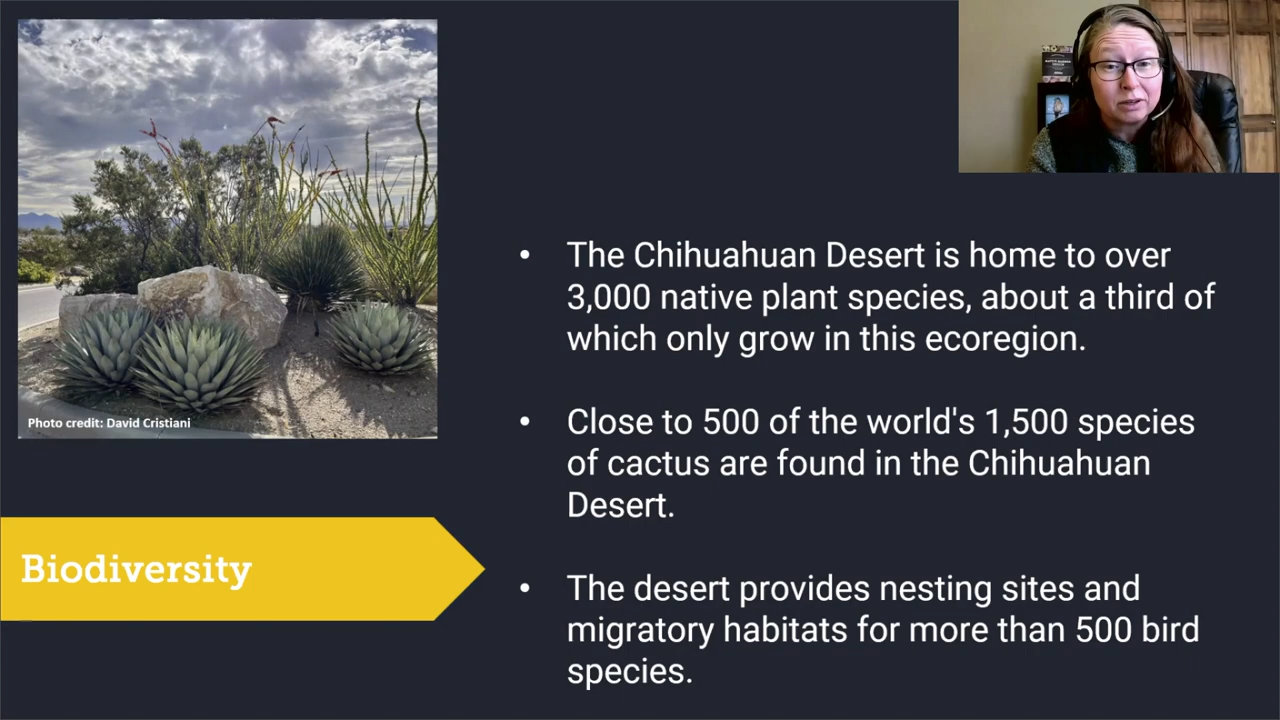 Photo credit: David Cristiani
Biodiversity
• The Chihuahuan Desert is home to over
3,000 native plant species, about a third of
which only grow in this ecoregion.
• Close to 500 of the world's 1,500 species
of cactus are found in the Chihuahuan
Desert.
• The desert provides nesting sites and
migratory habitats for more than 500 bird
species.